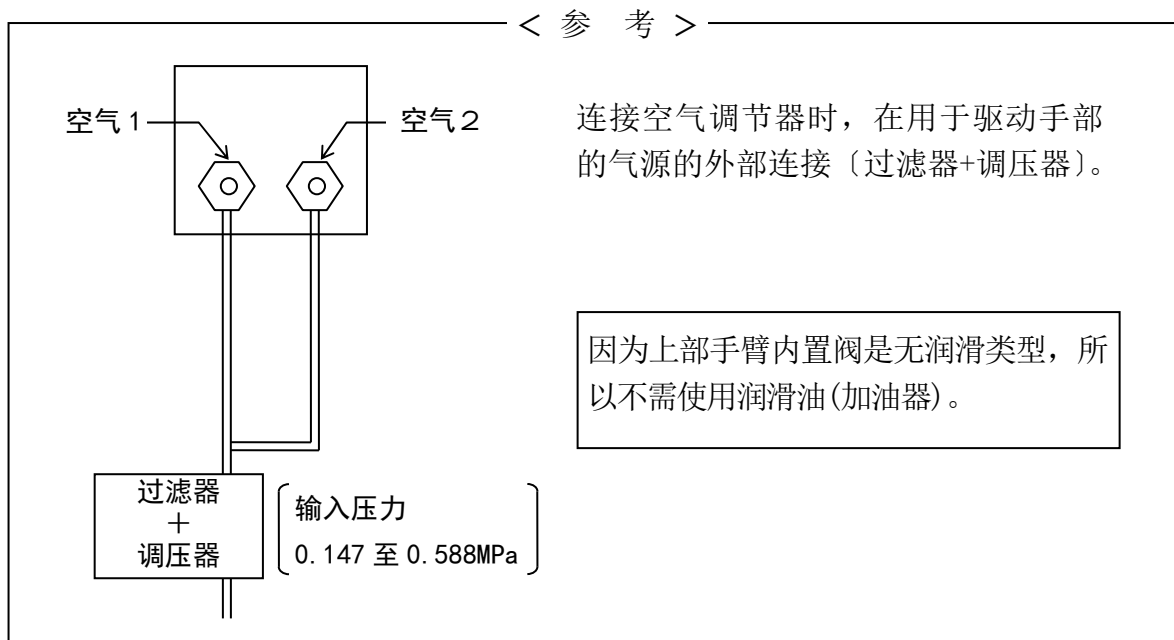 < 参 考 >
空气1
空气2
连接空气调节器时，在用于驱动手部
的气源的外部连接〔过滤器+调压器〕。
因为上部手臂内置阀是无润滑类型，所
以不需使用润滑油(加油器)。
过滤器
＋
调压器
输入压力
0.147 至 0.588MPa